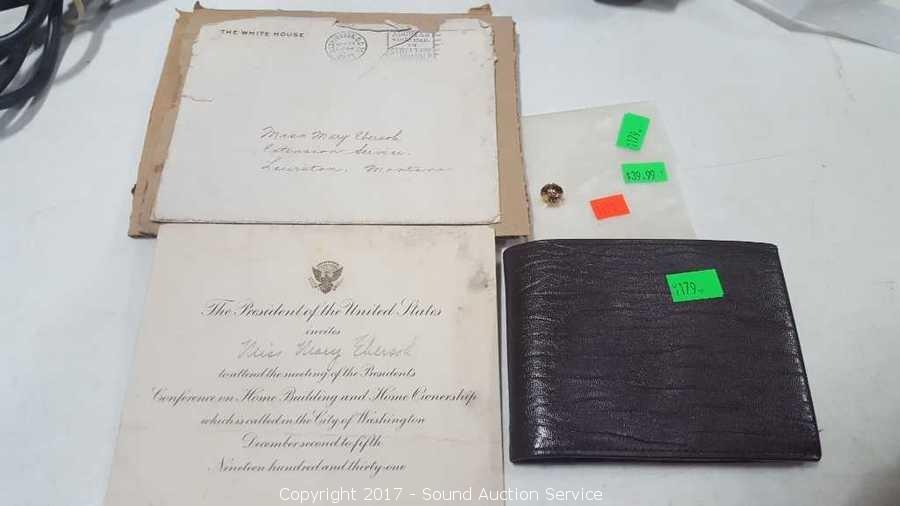 THE WHITE HOUSE
Miss Mary Ebersole
Extension Service.
Lewiston, Montana
$39.99
179.
The President of the United States
invites
Miss Mary Ebersole
to attend the meeting of the President's
Conference on Home Building and Home Ownership
which is called in the City of Washington
December second to fifth
Nineteen hundred and thirty-one
179.
Copyright 2017 - Sound Auction Service